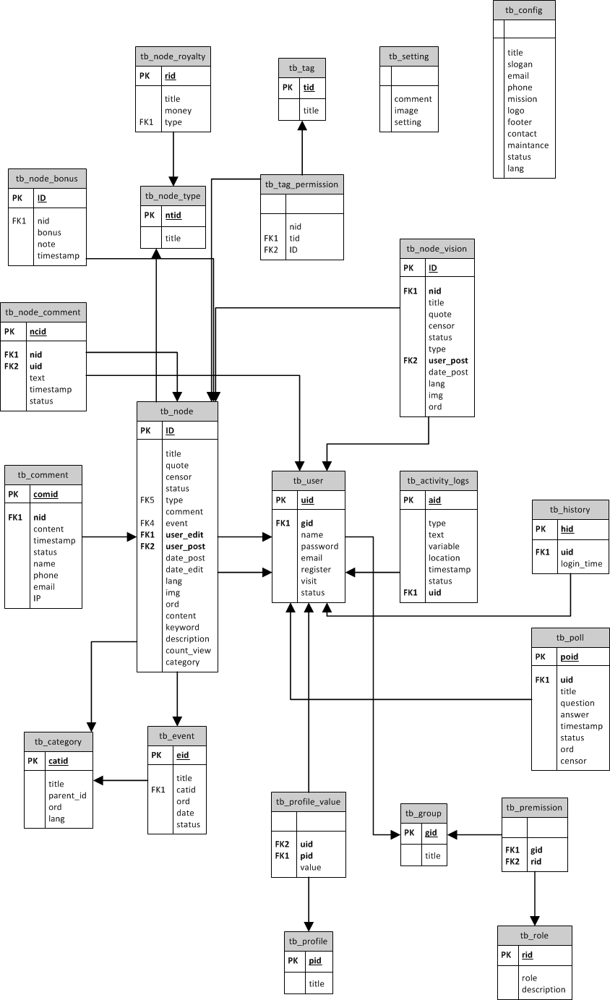 tb_config
title
slogan
email
phone
mission
logo
footer
contact
maintance
status
lang
tb_node_royalty
PK rid
title
money
FK1 type
tb_tag
PK tid
title
tb_setting
comment
image
setting
tb_node_bonus
PK ID
FK1 nid
bonus
note
timestamp
tb_node_type
PK ntid
title
tb_tag_permission
nid
FK1 tid
FK2 ID
tb_node_vision
PK ID
FK1 nid
title
quote
censor
status
type
FK2 user_post
date_post
lang
img
ord
tb_node_comment
PK ncid
FK1 nid
FK2 uid
text
timestamp
status
tb_node
PK ID
title
quote
censor
status
FK5 type
comment
FK4 event
FK1 user_edit
FK2 user_post
date_post
date_edit
lang
img
ord
content
keyword
description
count_view
category
tb_comment
PK comid
FK1 nid
content
timestamp
status
name
phone
email
IP
tb_user
PK uid
FK1 gid
name
password
email
register
visit
status
tb_activity_logs
PK aid
type
text
variable
location
timestamp
status
FK1 uid
tb_history
PK hid
FK1 uid
login_time
tb_poll
PK poid
FK1 uid
title
question
answer
timestamp
status
ord
censor
tb_category
PK catid
title
parent_id
ord
lang
tb_event
PK eid
title
FK1 catid
ord
date
status
tb_profile_value
FK2 uid
FK1 pid
value
tb_group
PK gid
title
tb_premission
FK1 gid
FK2 rid
tb_profile
PK pid
title
tb_role
PK rid
role
description